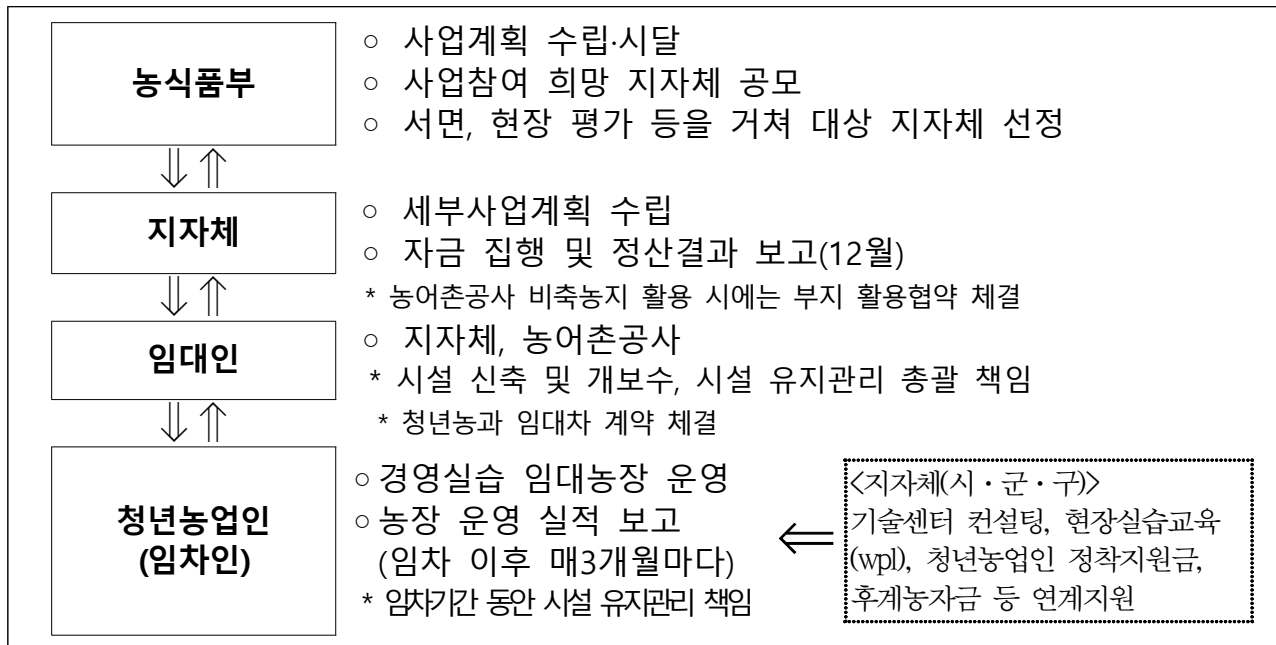 농식품부
○ 사업계획 수립·시달
○ 사업참여 희망 지자체 공모
○ 서면, 현장 평가 등을 거쳐 대상 지자체 선정
⇓⇑
지자체
○ 세부사업계획 수립
○ 자금 집행 및 정산결과 보고(12월)
* 농어촌공사 비축농지 활용 시에는 부지 활용협약 체결
⇓⇑
임대인
○ 지자체, 농어촌공사
* 시설 신축 및 개보수, 시설 유지관리 총괄 책임
* 청년농과 임대차 계약 체결
⇓⇑
청년농업인
(임차인)
○ 경영실습 임대농장 운영
○ 농장 운영 실적 보고
(임차 이후 매3개월마다)
* 임차기간 동안 시설 유지관리 책임
⇐
<지자체(시·군·구)>
기술센터 컨설팅, 현장실습교육
(wpl), 청년농업인 정착지원금,
후계농자금 등 연계지원